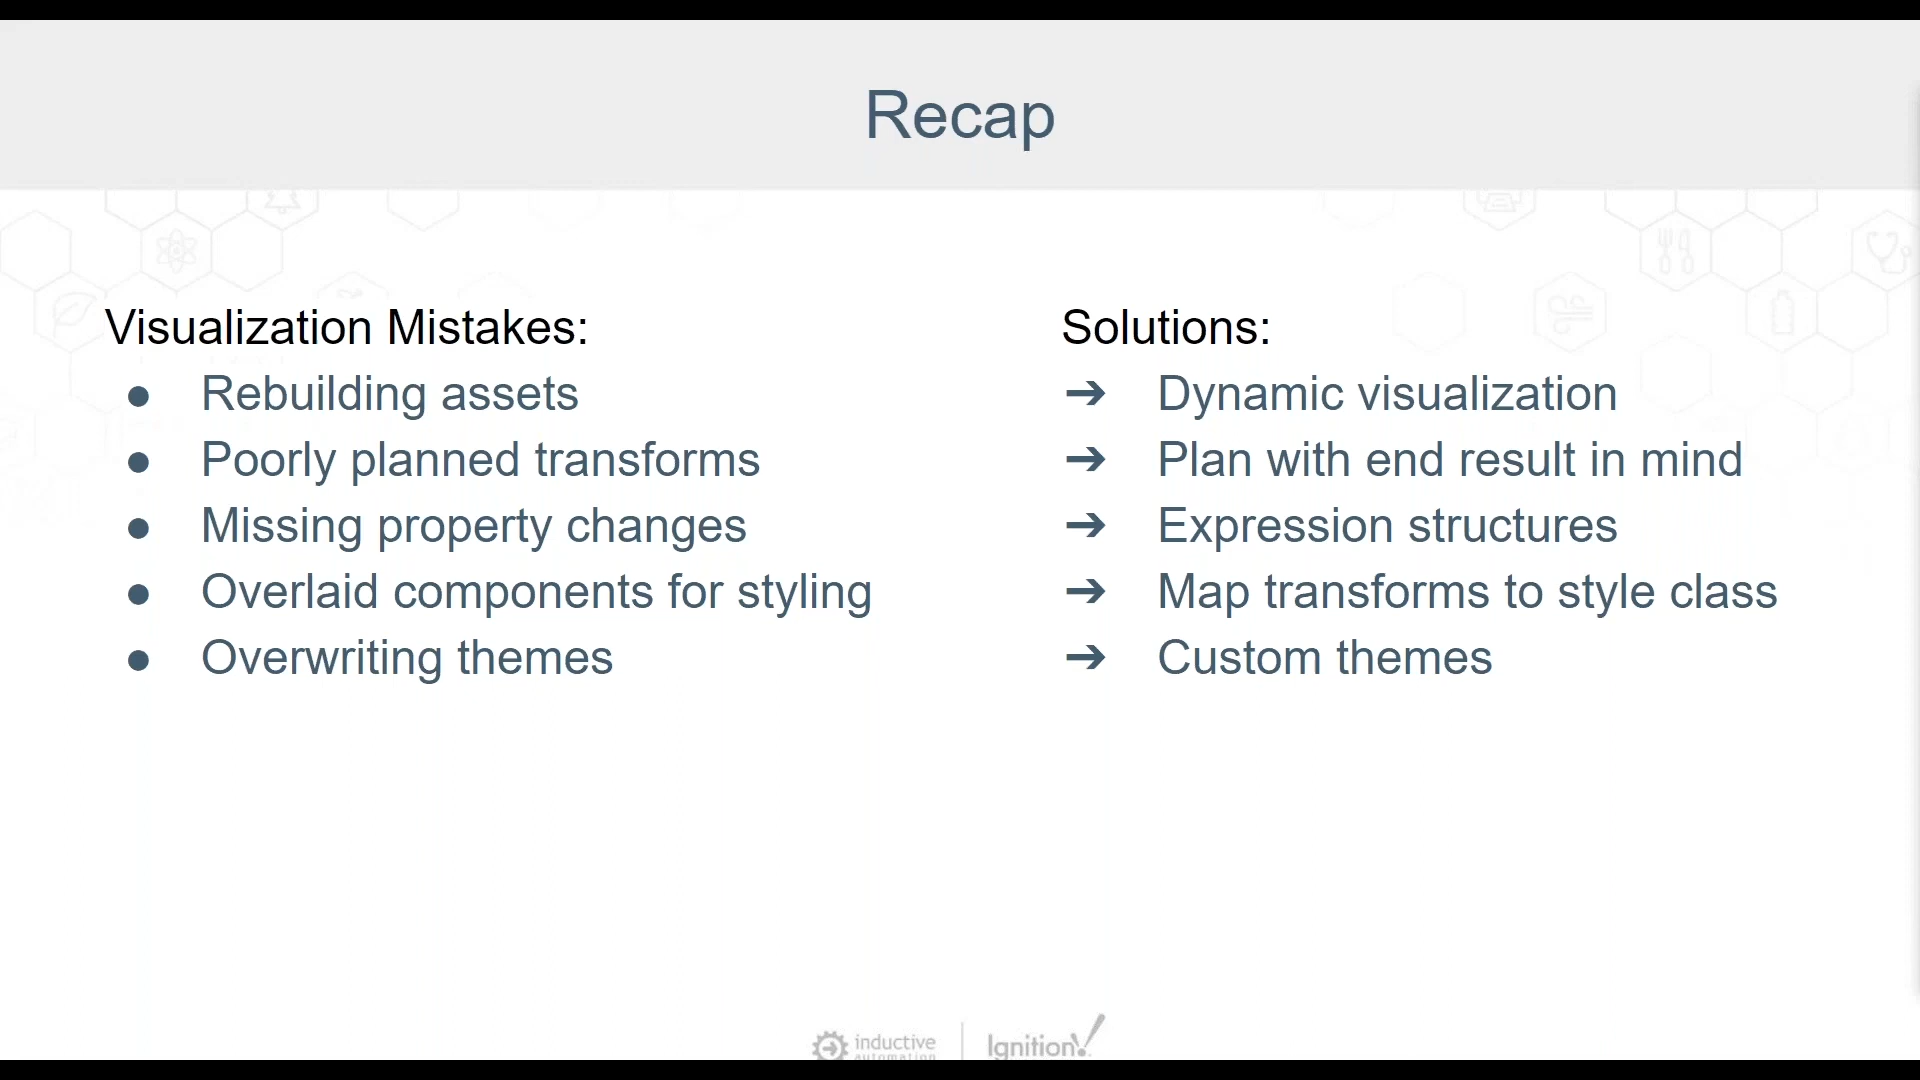 Recap
Visualization Mistakes:
● Rebuilding assets
● Poorly planned transforms
● Missing property changes
● Overlaid components for styling
● Overwriting themes
Solutions:
➔ Dynamic visualization
➔ Plan with end result in mind
➔ Expression structures
➔ Map transforms to style class
➔ Custom themes
inductive
automation
Ignition!